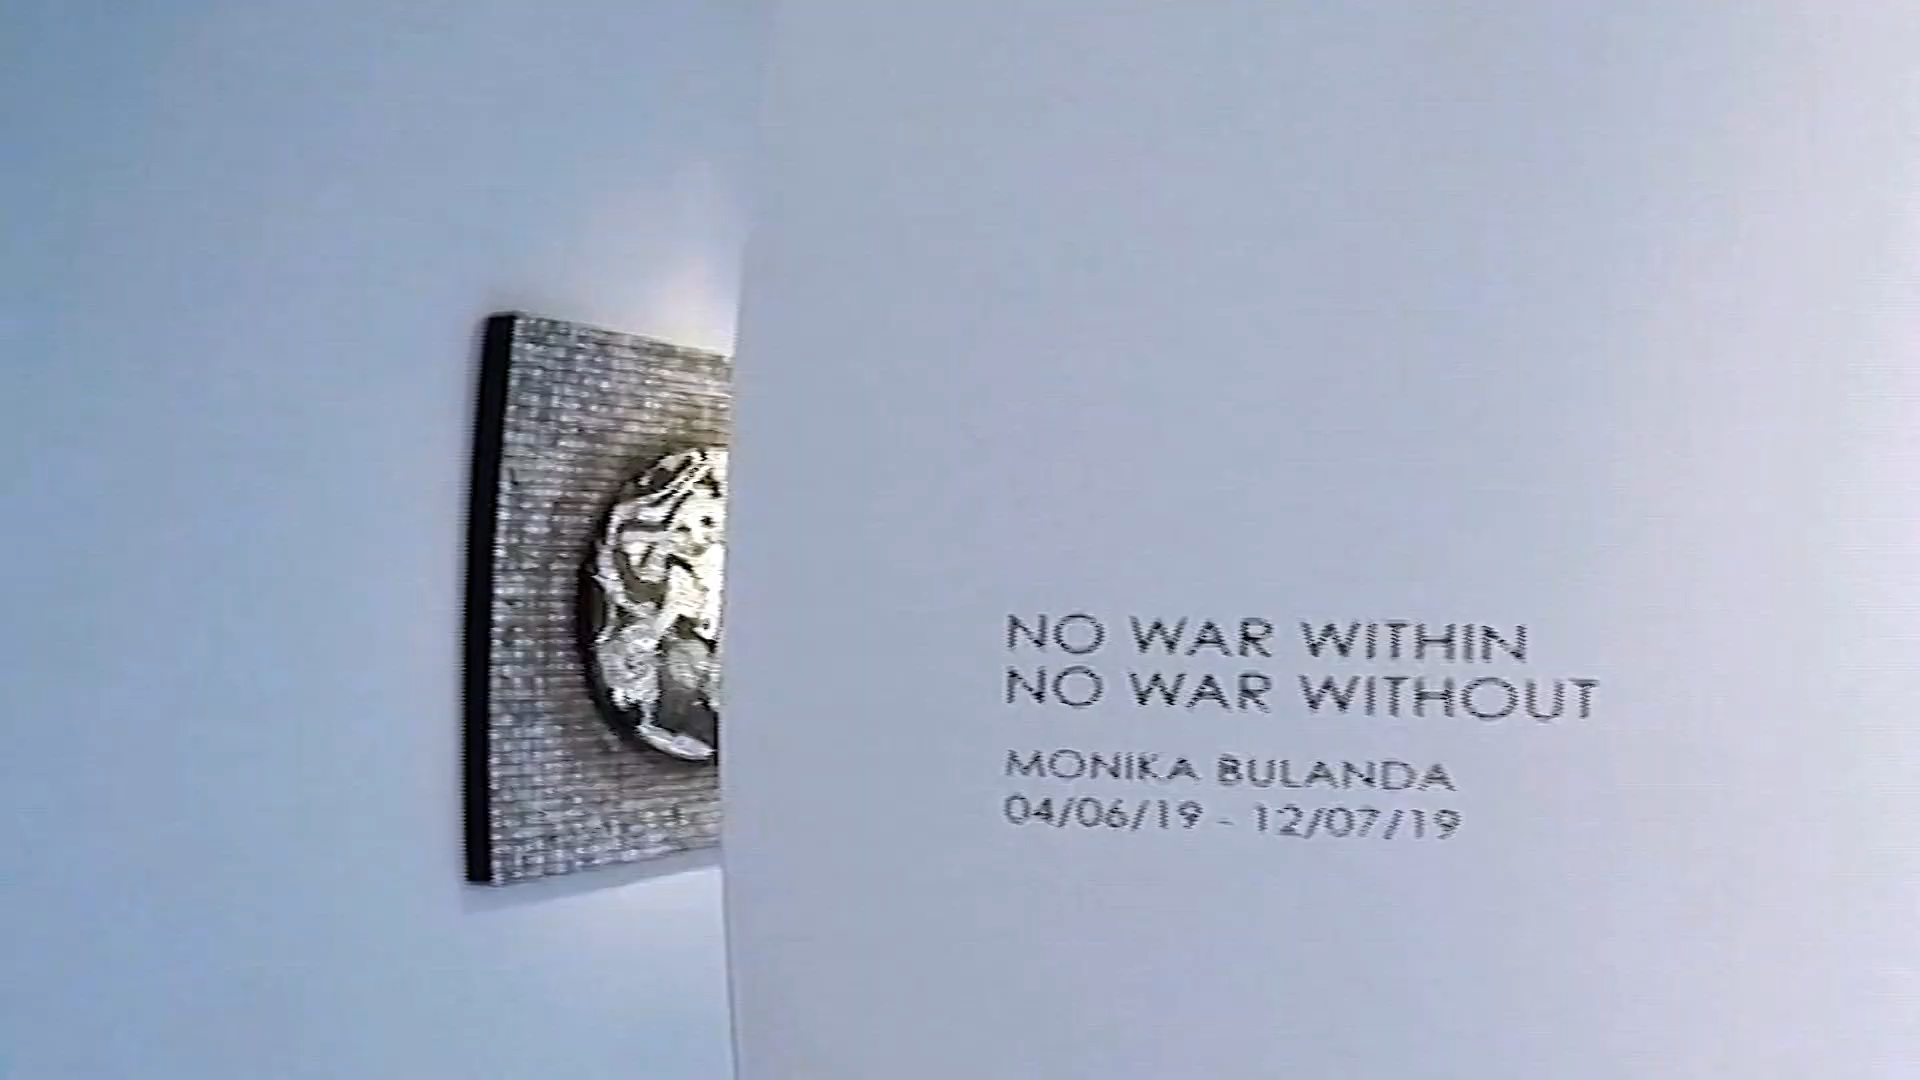 NO WAR WITHIN
NO WAR WITHOUT
MONIKA BULANDA
04/06/19 - 12/07/19